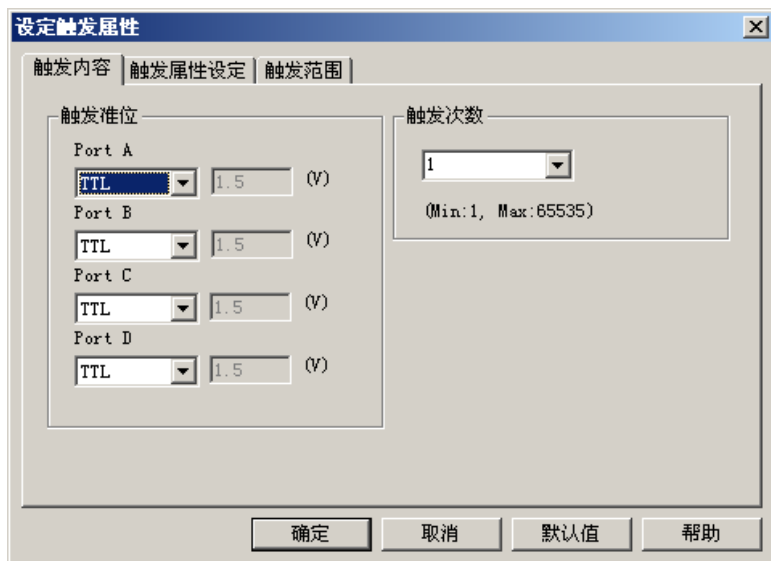 设定触发属性
触发内容 触发属性设定 触发范围
触发准位
Port A
TTL 1.5 (V)
Port B
TTL 1.5 (V)
Port C
TTL 1.5 (V)
Port D
TTL 1.5 (V)
触发次数
1
(Min:1, Max:65535)
确定 取消 默认值 帮助